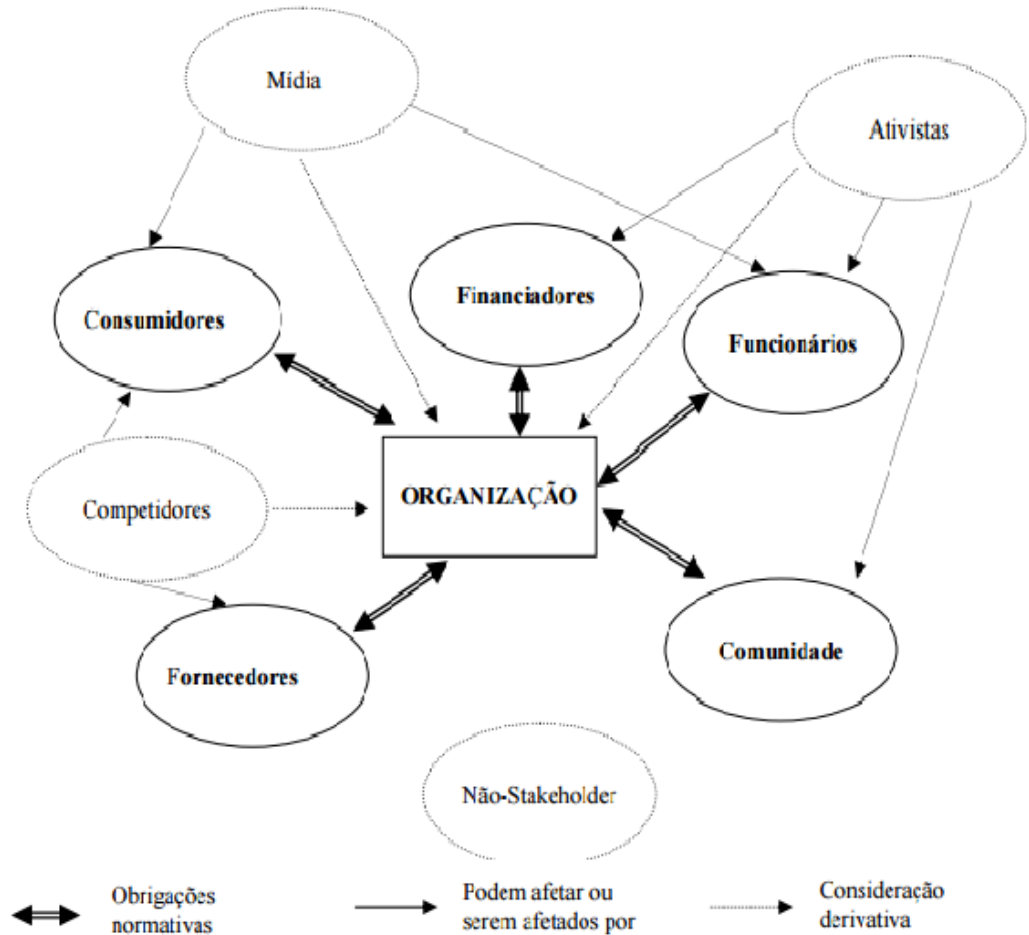 Mídia
Ativistas
Financiadores
Consumidores
Funcionários
ORGANIZAÇÃO
Competidores
Comunidade
Fornecedores
Não-Stakeholder
Obrigações
normativas
Podem afetar ou
serem afetados por
Consideração
derivativa